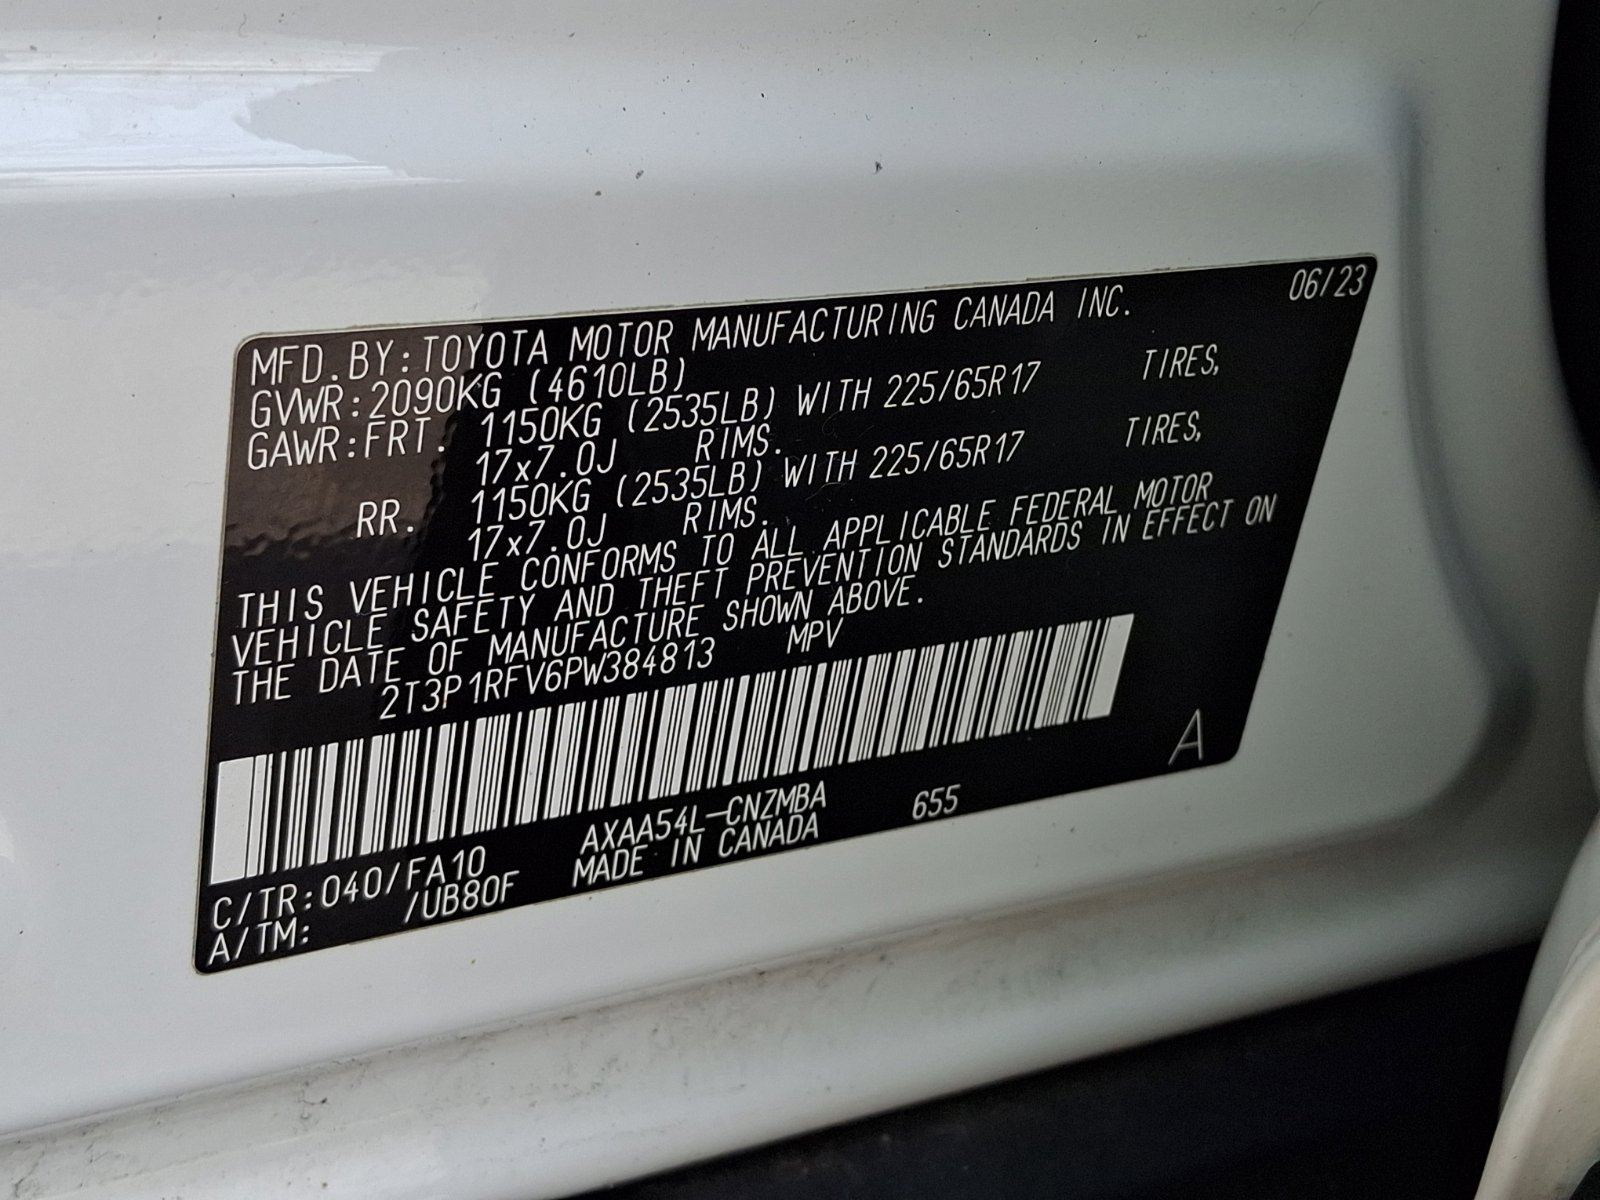 06/23
MFD.BY:TOYOTA MOTOR MANUFACTURING CANADA INC.
GVWR:2090KG (4610LB)
GAWR:FRT. 1150KG (2535LB) WITH 225/65R17 TIRES,
17x7.0J RIMS.
RR. 1150KG (2535LB) WITH 225/65R17 TIRES,
17x7.0J RIMS.
THIS VEHICLE CONFORMS TO ALL APPLICABLE FEDERAL MOTOR
VEHICLE SAFETY AND THEFT PREVENTION STANDARDS IN EFFECT ON
THE DATE OF MANUFACTURE SHOWN ABOVE.
2T3P1RFV6PW384813 MPV
A
AXAA54L-CNZMBA 655
C/TR:040/FA10 MADE IN CANADA
A/TM: /UB80F